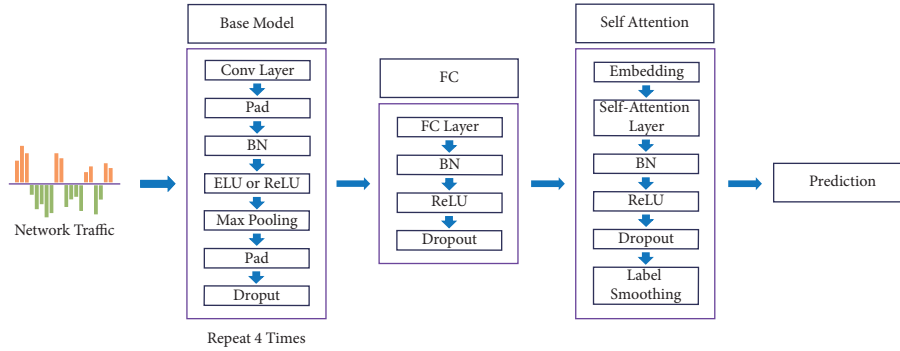 Network Traffic
Base Model
Conv Layer
Pad
BN
ELU or ReLU
Max Pooling
Pad
Droput
Repeat 4 Times
FC
FC Layer
BN
ReLU
Dropout
Self Attention
Embedding
Self-Attention
Layer
BN
ReLU
Dropout
Label
Smoothing
Prediction